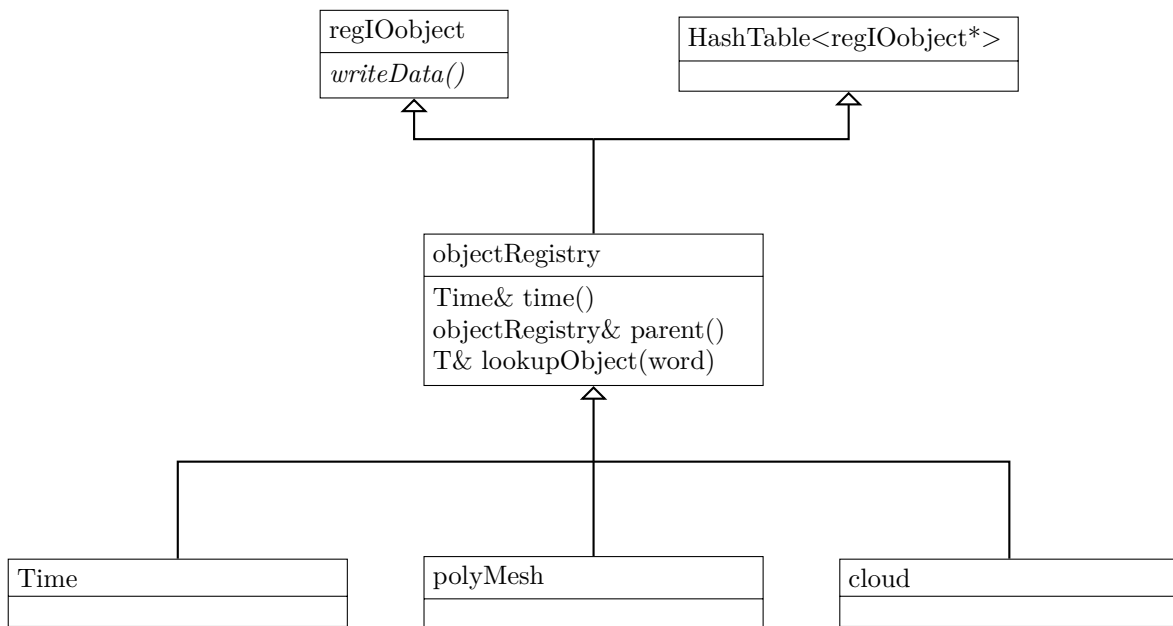 regIOobject
writeData()
HashTable<regIOobject*>
objectRegistry
Time& time()
objectRegistry& parent()
T& lookupObject(word)
Time
polyMesh
cloud